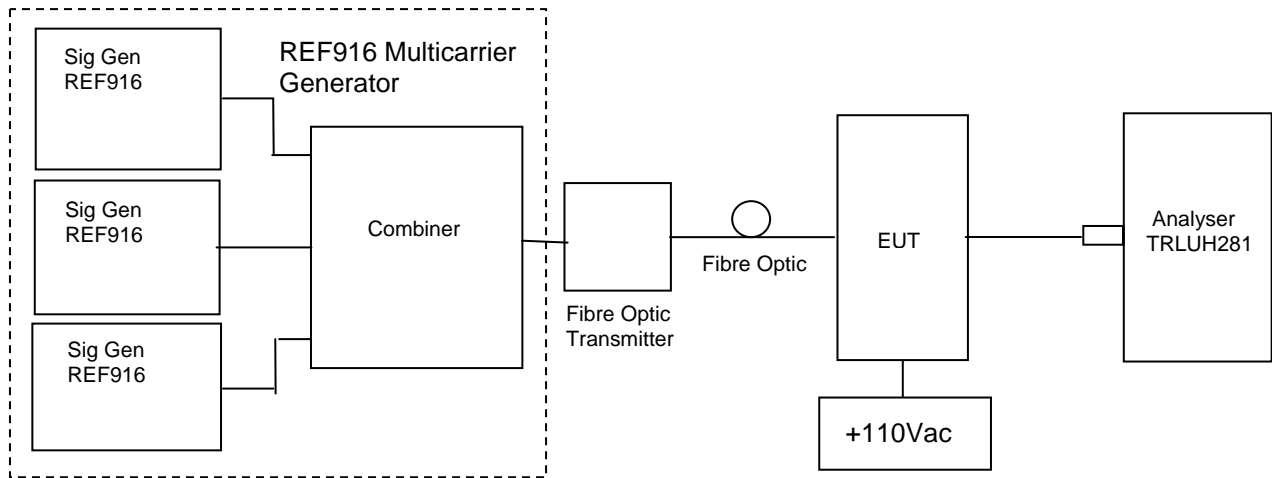 Sig Gen
REF916
REF916 Multicarrier
Generator
Sig Gen
REF916
Combiner
Sig Gen
REF916
Fibre Optic
Transmitter
Fibre Optic
EUT
+110Vac
Analyser
TRLUH281